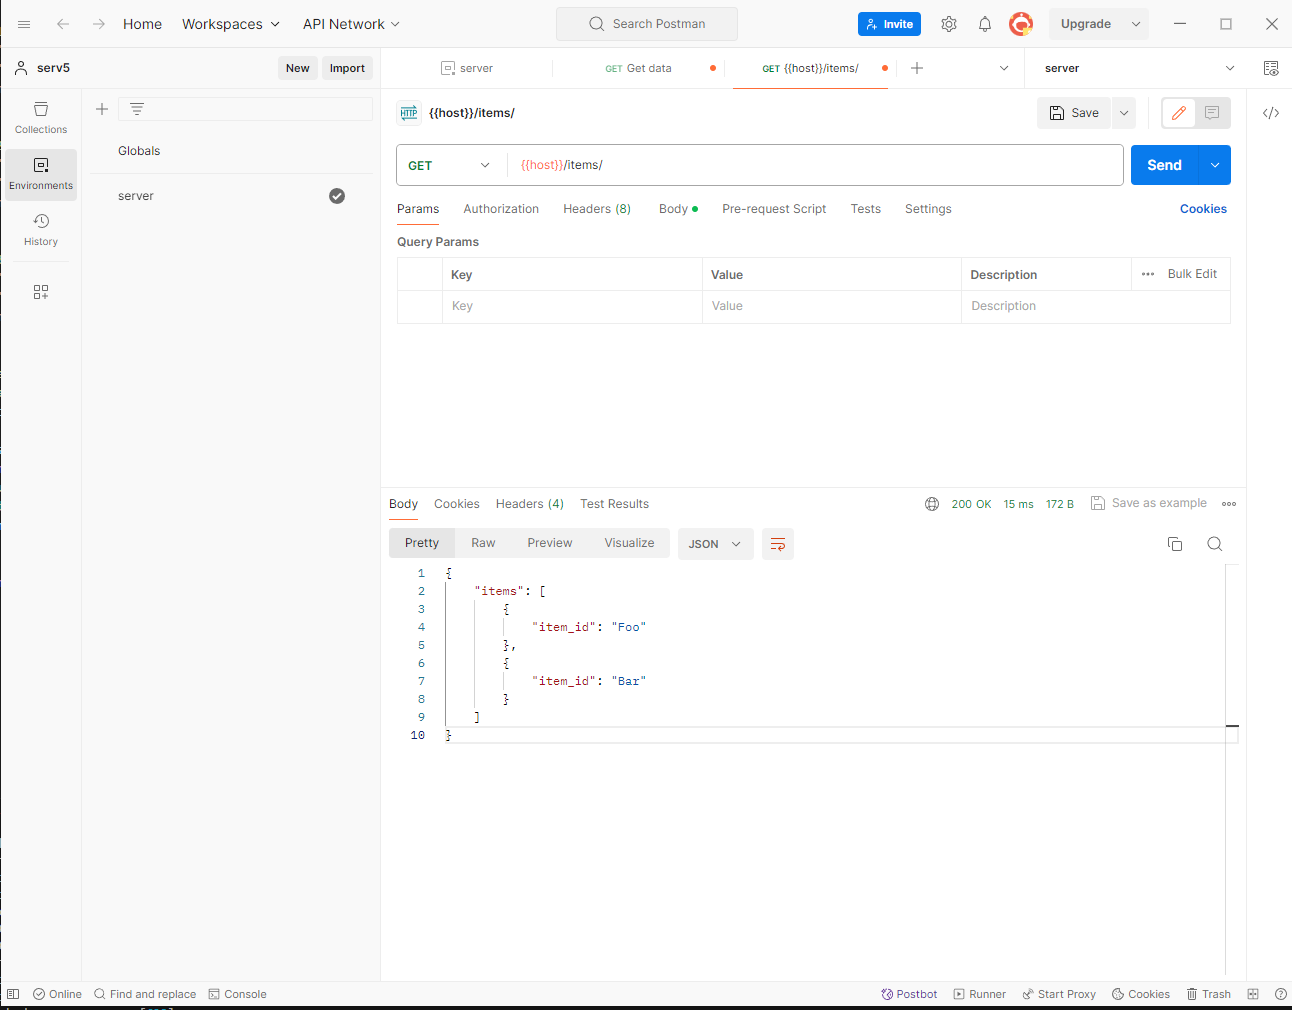 Home Workspaces API Network Search Postman Invite Upgrade
serv5 New Import server GET Get data GET {{host}}/items/ server
Collections
Environments
History
Globals
server
HTTP {{host}}/items/ Save
GET {{host}}/items/ Send
Params Authorization Headers (8) Body Pre-request Script Tests Settings Cookies
Query Params
Key Value Description Bulk Edit
Key Value Description
Body Cookies Headers (4) Test Results 200 OK 15 ms 172 B Save as example
Pretty Raw Preview Visualize JSON
1 {
2 "items": [
3 {
4 "item_id": "Foo"
5 },
6 {
7 "item_id": "Bar"
8 }
9 ]
10 }
Online Find and replace Console Postbot Runner Start Proxy Cookies Trash